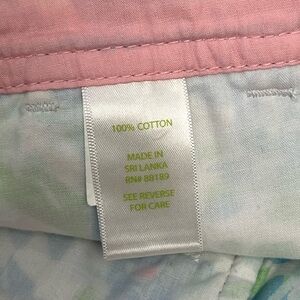 100% COTTON
MADE IN
SRI LANKA
RN# 88189
SEE REVERSE
FOR CARE